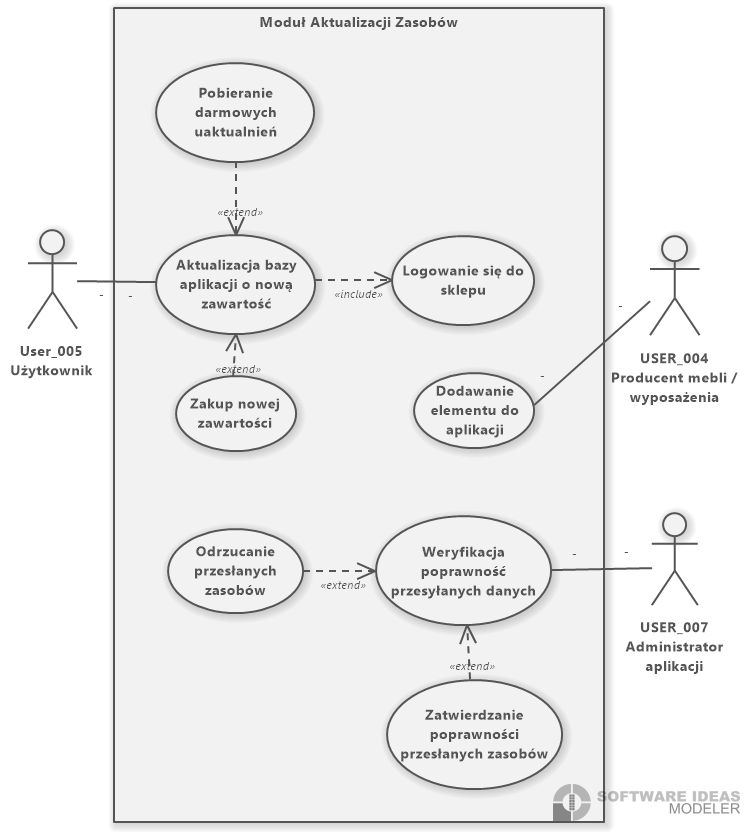 Moduł Aktualizacji Zasobów
Pobieranie
darmowych
uaktualnień
«extend»
Aktualizacja bazy
aplikacji o nową
zawartość
«include»
Logowanie się do
sklepu
- -
User_005
Użytkownik
«extend»
Zakup nowej
zawartości
Dodawanie
elementu do
aplikacji
-
-
USER_004
Producent mebli /
wyposażenia
Odrzucanie
przesłanych
zasobów
«extend»
Weryfikacja
poprawność
przesyłanych danych
- -
USER_007
Administrator
aplikacji
«extend»
Zatwierdzanie
poprawności
przesłanych zasobów
SOFTWARE IDEAS
MODELER